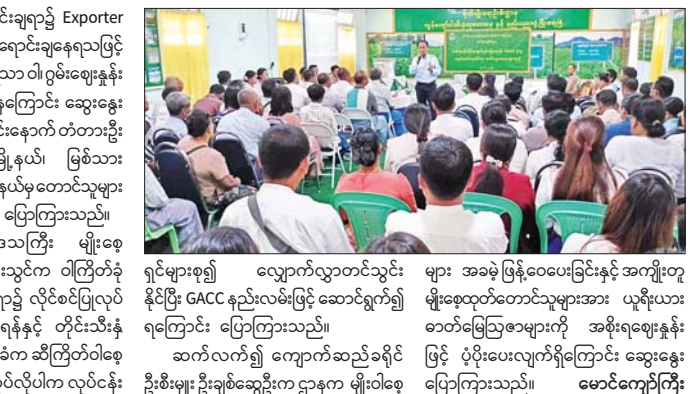 င်းချရာ၌ Exporter
ရောင်းချနေရသဖြင့်
သော ဝါ၊ ဂွမ်းဈေးနှုန်း
နကြောင်း ဆွေးနွေး
င်းနောက် တံတားဦး
မြို့နယ်၊ မြစ်သား
နယ်မှတောင်သူများ
ပြောကြားသည်။
ဒေသကြီး မျိုးစေ့
းသွင်က ဝါကြိတ်ခုံ
ရာ၌ လိုင်စင်ပြုလုပ်
ရန်နှင့် တိုင်းသီးနှံ
ခံက ဆီကြိတ်ဝါစေ့
ုပ်လိုပါက လုပ်ငန်း
ရှင်များစု၍ လျှောက်လွှာတင်သွင်း
နိုင်ပြီး GACC နည်းလမ်းဖြင့် ဆောင်ရွက်၍
ရကြောင်း ပြောကြားသည်။
ဆက်လက်၍ ကျောက်ဆည်ခရိုင်
ဦးစီးမှူး ဦးချစ်ဆွေဦးက ဌာနက မျိုးဝါစေ့
များ အခမဲ့ ဖြန့်ဝေပေးခြင်းနှင့် အကျိုးတူ
မျိုးစေ့ထုတ်တောင်သူများအား ယူရီးယား
ဓာတ်မြေဩဇာများကို အစိုးရဈေးနှုန်း
ဖြင့် ပံ့ပိုးပေးလျက်ရှိကြောင်း ဆွေးနွေး
ပြောကြားသည်။ မောင်ကျော်ကြီး